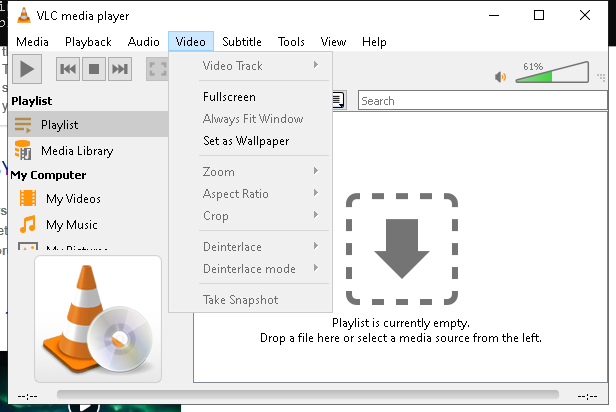 VLC media player
Media Playback Audio Video Subtitle Tools View Help
Video Track
Fullscreen
Always Fit Window
Set as Wallpaper
Zoom
Aspect Ratio
Crop
Deinterlace
Deinterlace mode
Take Snapshot
61%
Search
Playlist
Playlist
Media Library
My Computer
My Videos
My Music
Playlist is currently empty.
Drop a file here or select a media source from the left.
--:-- --:--